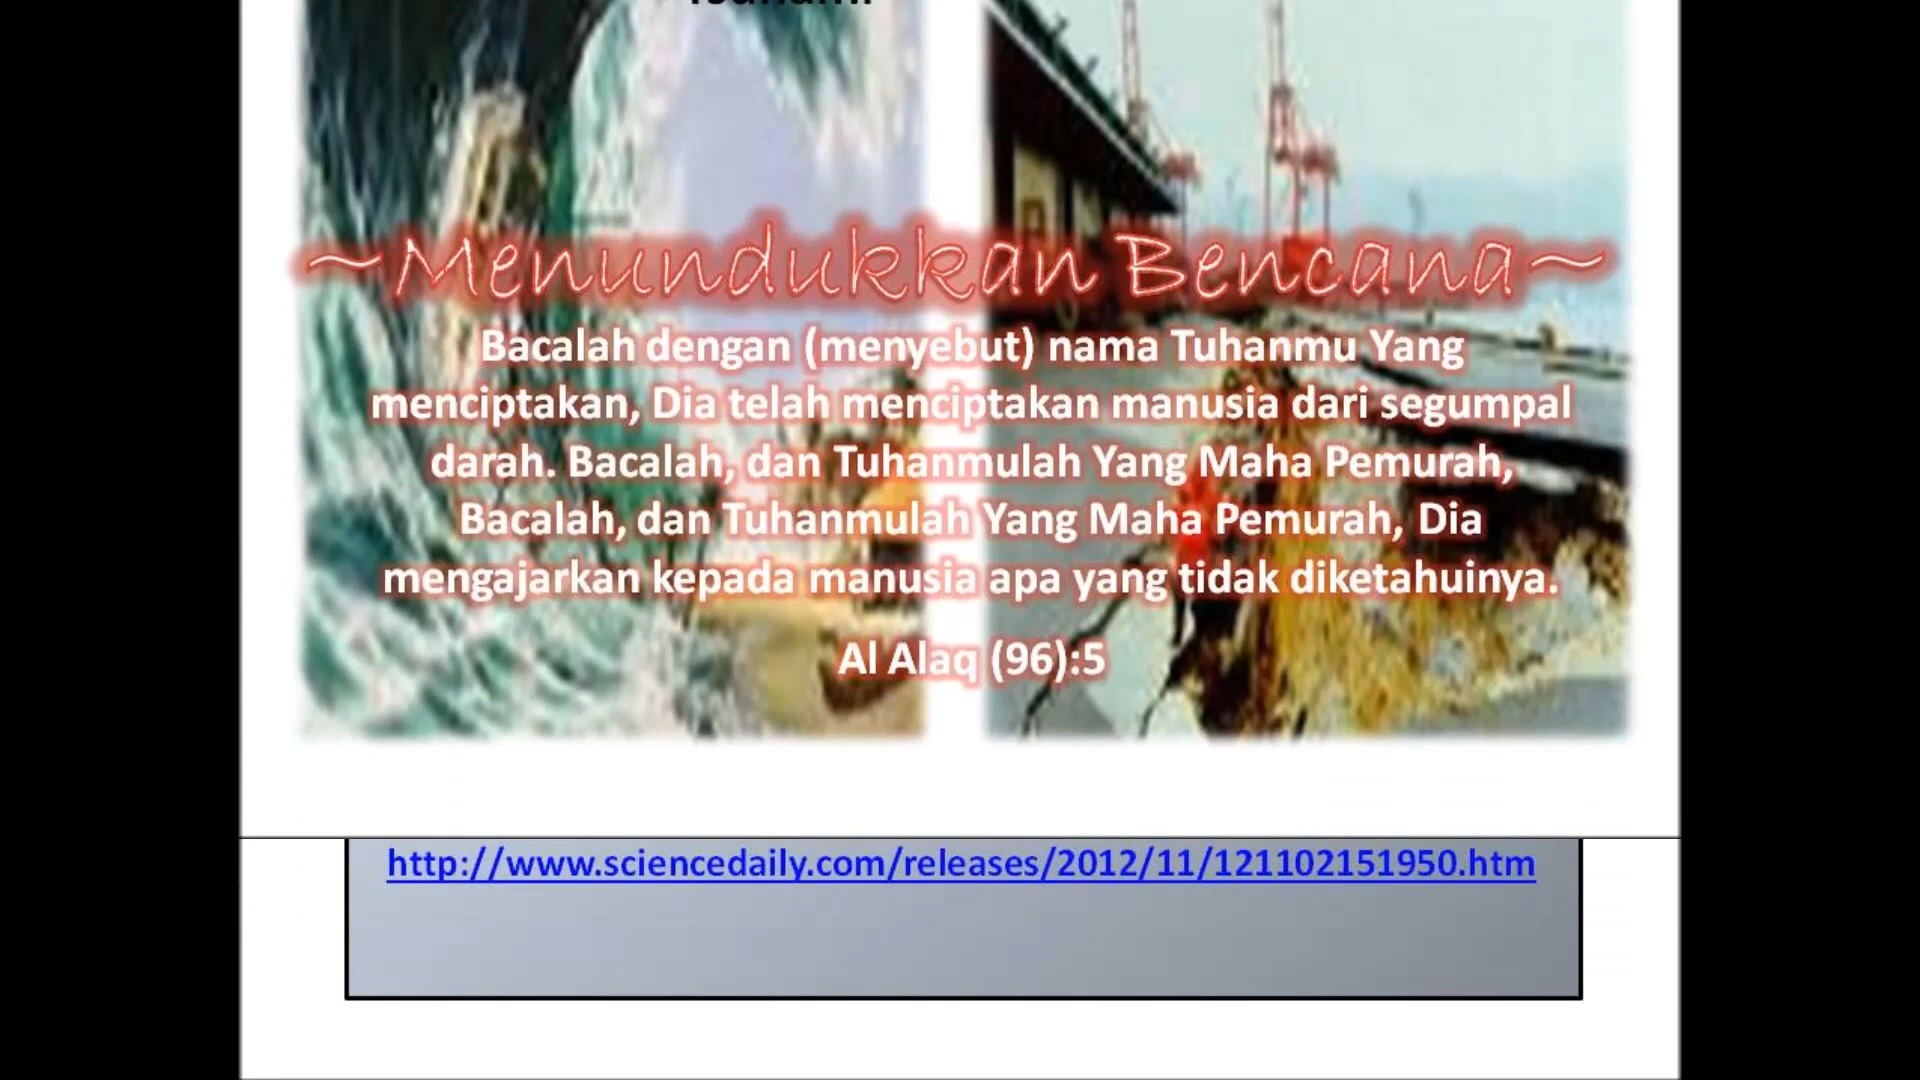 ~Menundukkan Bencana~
Bacalah dengan (menyebut) nama Tuhanmu Yang
menciptakan, Dia telah menciptakan manusia dari segumpal
darah. Bacalah, dan Tuhanmulah Yang Maha Pemurah,
Bacalah, dan Tuhanmulah Yang Maha Pemurah, Dia
mengajarkan kepada manusia apa yang tidak diketahuinya.
Al Alaq (96):5
http://www.sciencedaily.com/releases/2012/11/121102151950.htm